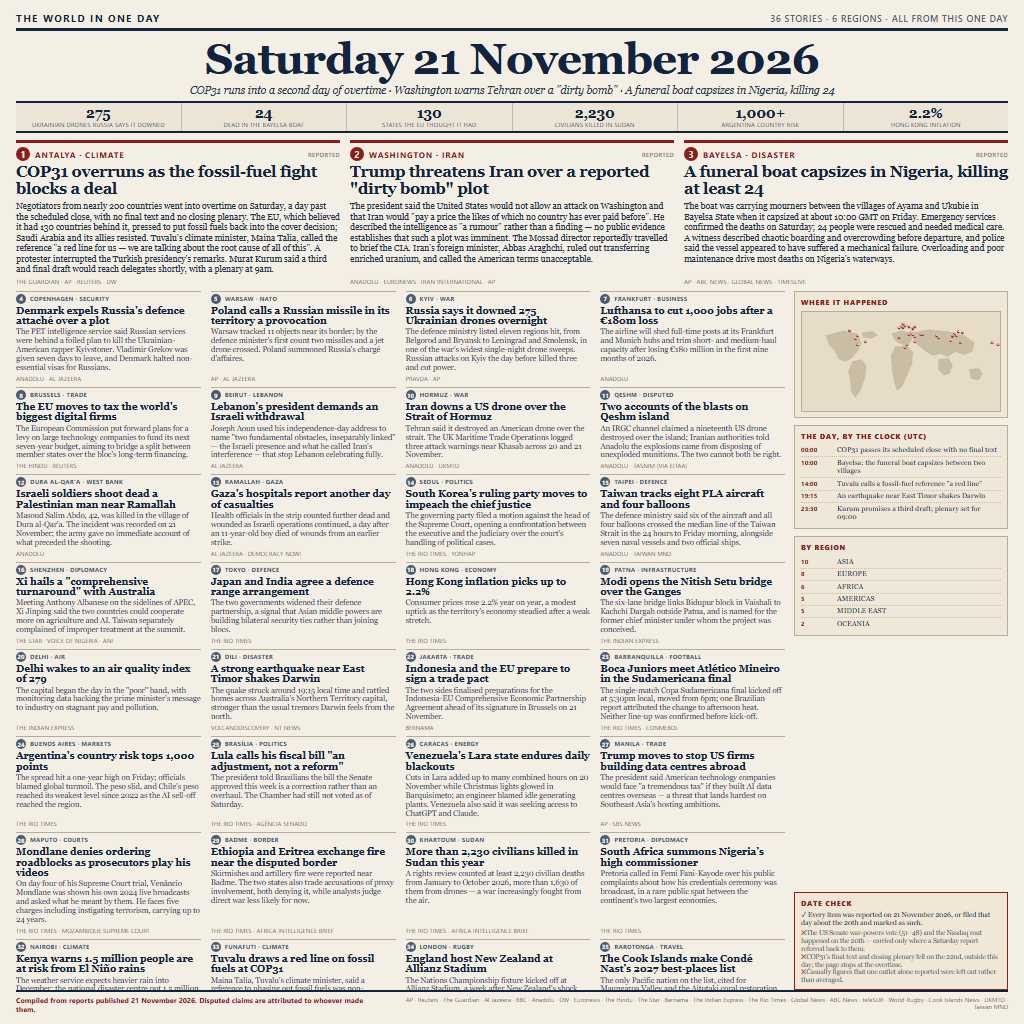 THE WORLD IN ONE DAY
36 STORIES · 6 REGIONS · ALL FROM THIS ONE DAY
Saturday 21 November 2026
COP31 runs into a second day of overtime · Washington warns Tehran over a "dirty bomb" · A funeral boat capsizes in Nigeria, killing 24
275
UKRAINIAN DRONES RUSSIA SAYS IT DOWNED
24
DEAD IN THE BAYELSA BOAT
130
STATES THE EU THOUGHT IT HAD
2,230
CIVILIANS KILLED IN SUDAN
1,000+
ARGENTINA COUNTRY RISK
2.2%
HONG KONG INFLATION
1 ANTALYA · CLIMATE
REPORTED
COP31 overruns as the fossil-fuel fight
blocks a deal
Negotiators from nearly 200 countries went into overtime on Saturday, a day past
the scheduled close, with no final text and no closing plenary. The EU, which believed
it had 130 countries behind it, pressed to put fossil fuels back into the cover decision;
Saudi Arabia and its allies resisted. Tuvalu's climate minister, Maina Talia, called the
reference "a red line for us — we are talking about the root cause of all of this". A
protester interrupted the Turkish presidency's remarks. Murat Kurum said a third
and final draft would reach delegates shortly, with a plenary at 9am.
THE GUARDIAN · AP · REUTERS · DW
2 WASHINGTON · IRAN
REPORTED
Trump threatens Iran over a reported
"dirty bomb" plot
The president said the United States would not allow an attack on Washington and
that Iran would "pay a price the likes of which no country has ever paid before". He
described the intelligence as "a rumour" rather than a finding — no public evidence
establishes that such a plot was imminent. The Mossad director reportedly travelled
to brief the CIA. Iran's foreign minister, Abbas Araghchi, ruled out transferring
enriched uranium, and called the American terms unacceptable.
ANADOLU · EURONEWS · IRAN INTERNATIONAL · AP
3 BAYELSA · DISASTER
REPORTED
A funeral boat capsizes in Nigeria, killing
at least 24
The boat was carrying mourners between the villages of Ayama and Ukubie in
Bayelsa State when it capsized at about 10:00 GMT on Friday. Emergency services
confirmed the deaths on Saturday; 24 people were rescued and needed medical care.
A witness described chaotic boarding and overcrowding before departure, and police
said the vessel appeared to have suffered a mechanical failure. Overloading and poor
maintenance drive most deaths on Nigeria's waterways.
AP · ABC NEWS · GLOBAL NEWS · TIMESLIVE
4 COPENHAGEN · SECURITY
Denmark expels Russia's defence
attaché over a plot
The PET intelligence service said Russian services
were behind a foiled plan to kill the Ukrainian-
American rapper Kyivstoner. Vladimir Grekov was
given seven days to leave, and Denmark halted non-
essential visas for Russians.
ANADOLU · AL JAZEERA
5 WARSAW · NATO
Poland calls a Russian missile in its
territory a provocation
Warsaw tracked 11 objects near its border; by the
defence minister's first count two missiles and a jet
drone crossed. Poland summoned Russia's chargé
d'affaires.
AP · AL JAZEERA
6 KYIV · WAR
Russia says it downed 275
Ukrainian drones overnight
The defence ministry listed eleven regions hit, from
Belgorod and Bryansk to Leningrad and Smolensk, in
one of the war's widest single-night drone sweeps.
Russian attacks on Kyiv the day before killed three
and cut power.
PRAVDA · AP
7 FRANKFURT · BUSINESS
Lufthansa to cut 1,000 jobs after a
€180m loss
The airline will shed full-time posts at its Frankfurt
and Munich hubs and trim short- and medium-haul
capacity after losing €180 million in the first nine
months of 2026.
ANADOLU
8 BRUSSELS · TRADE
The EU moves to tax the world's
biggest digital firms
The European Commission put forward plans for a
levy on large technology companies to fund its next
seven-year budget, aiming to bridge a split between
member states over the bloc's long-term financing.
THE HINDU · REUTERS
9 BEIRUT · LEBANON
Lebanon's president demands an
Israeli withdrawal
Joseph Aoun used his independence-day address to
name "two fundamental obstacles, inseparably linked"
— the Israeli presence and what he called Iran's
interference — that stop Lebanon celebrating fully.
AL JAZEERA
10 HORMUZ · WAR
Iran downs a US drone over the
Strait of Hormuz
Tehran said it destroyed an American drone over the
strait. The UK Maritime Trade Operations logged
three attack warnings near Khasab across 20 and 21
November.
ANADOLU · UKMTO
11 QESHM · DISPUTED
Two accounts of the blasts on
Qeshm island
An IRGC channel claimed a nineteenth US drone
destroyed over the island; Iranian authorities told
Anadolu the explosions came from disposing of
unexploded munitions. The two cannot both be right.
ANADOLU · TASNIM (VIA EITAA)
12 DURA AL-QAR'A · WEST BANK
Israeli soldiers shoot dead a
Palestinian man near Ramallah
Masoud Salim Abdo, 42, was killed in the village of
Dura al-Qar'a. The incident was recorded on 21
November; the army gave no immediate account of
what preceded the shooting.
ANADOLU
13 RAMALLAH · GAZA
Gaza's hospitals report another day
of casualties
Health officials in the strip counted further dead and
wounded as Israeli operations continued, a day after
an 11-year-old boy died of wounds from an earlier
strike.
AL JAZEERA · DEMOCRACY NOW!
14 SEOUL · POLITICS
South Korea's ruling party moves to
impeach the chief justice
The governing party filed a motion against the head of
the Supreme Court, opening a confrontation between
the executive and the judiciary over the court's
handling of political cases.
THE RIO TIMES · YONHAP
15 TAIPEI · DEFENCE
Taiwan tracks eight PLA aircraft
and four balloons
The defence ministry said six of the aircraft and all
four balloons crossed the median line of the Taiwan
Strait in the 24 hours to Friday morning, alongside
seven naval vessels and two official ships.
ANADOLU · TAIWAN MND
16 SHENZHEN · DIPLOMACY
Xi hails a "comprehensive
turnaround" with Australia
Meeting Anthony Albanese on the sidelines of APEC,
Xi Jinping said the two countries could cooperate
more on agriculture and AI. Taiwan separately
complained of improper treatment at the summit.
THE STAR · VOICE OF NIGERIA · ANI
17 TOKYO · DEFENCE
Japan and India agree a defence
range arrangement
The two governments widened their defence
partnership, a signal that Asian middle powers are
building bilateral security ties rather than joining
blocs.
THE RIO TIMES
18 HONG KONG · ECONOMY
Hong Kong inflation picks up to
2.2%
Consumer prices rose 2.2% year on year, a modest
uptick as the territory's economy steadied after a weak
stretch.
THE RIO TIMES
19 PATNA · INFRASTRUCTURE
Modi opens the Nitish Setu bridge
over the Ganges
The six-lane bridge links Bidupur block in Vaishali to
Kachchi Dargah outside Patna, and is named for the
former chief minister under whom the project was
conceived.
THE INDIAN EXPRESS
20 DELHI · AIR
Delhi wakes to an air quality index
of 279
The capital began the day in the "poor" band, with
monitoring data backing the prime minister's message
to industry on stagnant pay and pollution.
THE INDIAN EXPRESS
21 DILI · DISASTER
A strong earthquake near East
Timor shakes Darwin
The quake struck around 19:15 local time and rattled
homes across Australia's Northern Territory capital,
stronger than the usual tremors Darwin feels from the
north.
VOLCANODISCOVERY · NT NEWS
22 JAKARTA · TRADE
Indonesia and the EU prepare to
sign a trade pact
The two sides finalised preparations for the
Indonesia-EU Comprehensive Economic Partnership
Agreement ahead of its signature in Brussels on 21
November.
BERNAMA
23 BARRANQUILLA · FOOTBALL
Boca Juniors meet Atlético Mineiro
in the Sudamericana final
The single-match Copa Sudamericana final kicked off
at 5:30pm local, moved from 6pm; one Brazilian
report attributed the change to afternoon heat.
Neither line-up was confirmed before kick-off.
THE RIO TIMES · CONMEBOL
24 BUENOS AIRES · MARKETS
Argentina's country risk tops 1,000
points
The spread hit a one-year high on Friday; officials
blamed global turmoil. The peso slid, and Chile's peso
reached its weakest level since 2022 as the AI sell-off
reached the region.
THE RIO TIMES
25 BRASÍLIA · POLITICS
Lula calls his fiscal bill "an
adjustment, not a reform"
The president told Brazilians the bill the Senate
approved this week is a correction rather than an
overhaul. The Chamber had still not voted as of
Saturday.
THE RIO TIMES · AGÊNCIA SENADO
26 CARACAS · ENERGY
Venezuela's Lara state endures daily
blackouts
Cuts in Lara added up to many combined hours on 20
November while Christmas lights glowed in
Barquisimeto; an engineer blamed idle generating
plants. Venezuela also said it was seeking access to
ChatGPT and Claude.
THE RIO TIMES
27 MANILA · TRADE
Trump moves to stop US firms
building data centres abroad
The president said American technology companies
would face "a tremendous tax" if they built AI data
centres overseas — a threat that lands hardest on
Southeast Asia's hosting ambitions.
AP · SBS NEWS
28 MAPUTO · COURTS
Mondlane denies ordering
roadblocks as prosecutors play his
videos
On day four of his Supreme Court trial, Venâncio
Mondlane was shown his own 2024 live broadcasts
and asked what he meant by them. He faces five
charges including instigating terrorism, carrying up to
24 years.
THE RIO TIMES · MOZAMBIQUE SUPREME COURT
29 BADME · BORDER
Ethiopia and Eritrea exchange fire
near the disputed border
Skirmishes and artillery fire were reported near
Badme. The two states also trade accusations of proxy
involvement, both denying it, while analysts judge
direct war less likely for now.
THE RIO TIMES · AFRICA INTELLIGENCE BRIEF
30 KHARTOUM · SUDAN
More than 2,230 civilians killed in
Sudan this year
A rights review counted at least 2,230 civilian deaths
from January to October 2026, more than 1,630 of
them from drones — a war increasingly fought from
the air.
THE RIO TIMES · AFRICA INTELLIGENCE BRIEF
31 PRETORIA · DIPLOMACY
South Africa summons Nigeria's
high commissioner
Pretoria called in Femi Fani-Kayode over his public
complaints about how his credentials ceremony was
broadcast, in a rare public spat between the
continent's two largest economies.
THE RIO TIMES
32 NAIROBI · CLIMATE
Kenya warns 1.5 million people are
at risk from El Niño rains
The weather service expects heavier rain into
December; the national disaster centre put 1.5 million
33 FUNAFUTI · CLIMATE
Tuvalu draws a red line on fossil
fuels at COP31
Maina Talia, Tuvalu's climate minister, said a
reference to phasing out fossil fuels was non-
34 LONDON · RUGBY
England host New Zealand at
Allianz Stadium
The Nations Championship fixture kicked off at
Allianz Stadium, a week after New Zealand's shock
35 RAROTONGA · TRAVEL
The Cook Islands make Condé
Nast's 2027 best-places list
The only Pacific nation on the list, cited for
Maungaroa Valley and the Aitutaki coral restoration
WHERE IT HAPPENED
THE DAY, BY THE CLOCK (UTC)
00:00 COP31 passes its scheduled close with no final text
10:00 Bayelsa: the funeral boat capsizes between two
villages
14:00 Tuvalu calls a fossil-fuel reference "a red line"
19:15 An earthquake near East Timor shakes Darwin
23:30 Kurum promises a third draft; plenary set for
09:00
BY REGION
10 ASIA
8 EUROPE
6 AFRICA
5 AMERICAS
5 MIDDLE EAST
2 OCEANIA
DATE CHECK
✓ Every item was reported on 21 November 2026, or filed that
day about the 20th and marked as such.
✕The US Senate war-powers vote (51–48) and the Nasdaq rout
happened on the 20th — carried only where a Saturday report
referred back to them.
✕COP31's final text and closing plenary fell on the 22nd, outside this
day; the page stops at the overtime.
✕Casualty figures that one outlet alone reported were left out rather
than averaged.
Compiled from reports published 21 November 2026. Disputed claims are attributed to whoever made
them.
AP · Reuters · The Guardian · Al Jazeera · BBC · Anadolu · DW · Euronews · The Hindu · The Star · Bernama · The Indian Express · The Rio Times · Global News · ABC News · teleSUR · World Rugby · Cook Islands News · UKMTO ·
Taiwan MND